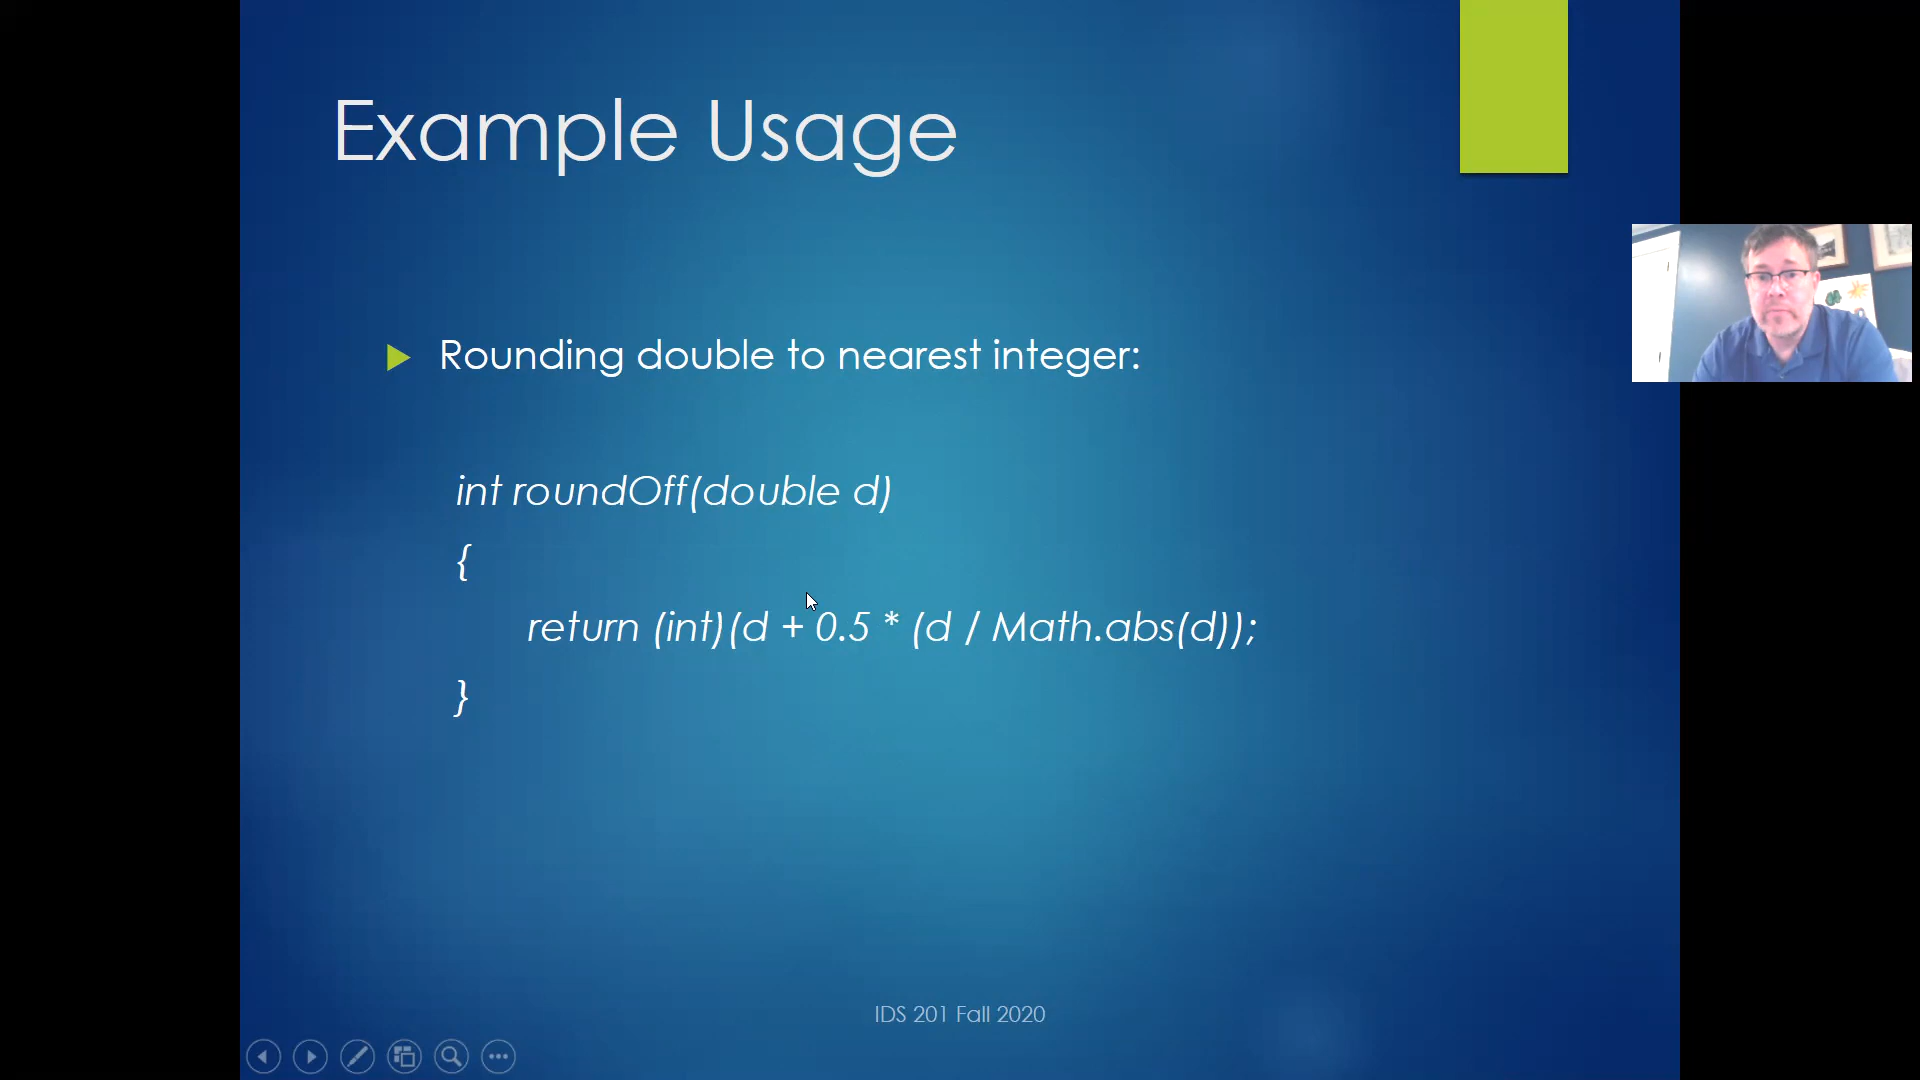 Example Usage
Rounding double to nearest integer:
int roundOff(double d)
{
return (int)(d + 0.5 * (d / Math.abs(d));
}
IDS 201 Fall 2020